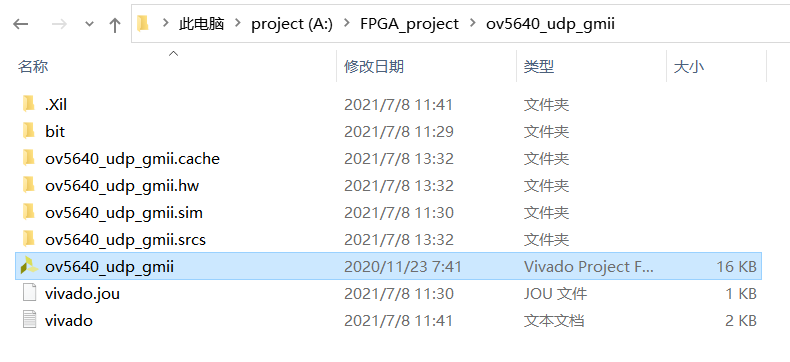 此电脑 > project (A:) > FPGA_project > ov5640_udp_gmii
名称 修改日期 类型 大小
.Xil 2021/7/8 11:41 文件夹
bit 2021/7/8 11:29 文件夹
ov5640_udp_gmii.cache 2021/7/8 13:32 文件夹
ov5640_udp_gmii.hw 2021/7/8 13:32 文件夹
ov5640_udp_gmii.sim 2021/7/8 11:30 文件夹
ov5640_udp_gmii.srcs 2021/7/8 13:32 文件夹
ov5640_udp_gmii 2020/11/23 7:41 Vivado Project F... 16 KB
vivado.jou 2021/7/8 11:30 JOU 文件 1 KB
vivado 2021/7/8 11:41 文本文档 2 KB